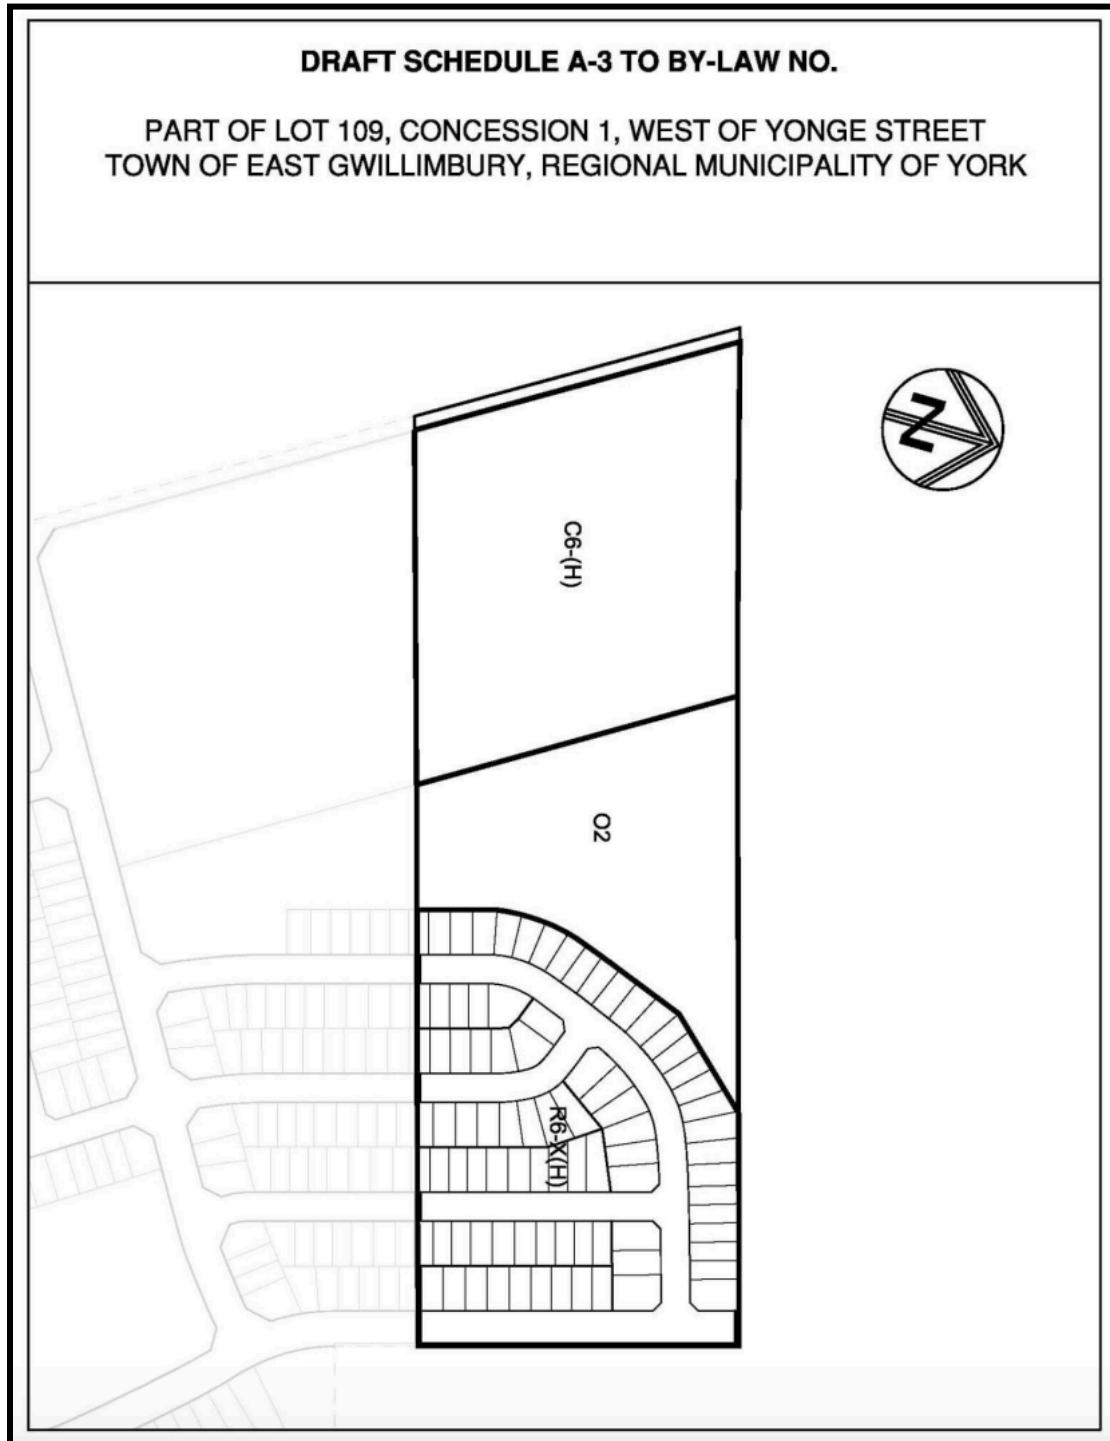 DRAFT SCHEDULE A-3 TO BY-LAW NO.
PART OF LOT 109, CONCESSION 1, WEST OF YONGE STREET
TOWN OF EAST GWILLIMBURY, REGIONAL MUNICIPALITY OF YORK
N
C6-(H)
O2
R6-X(H)